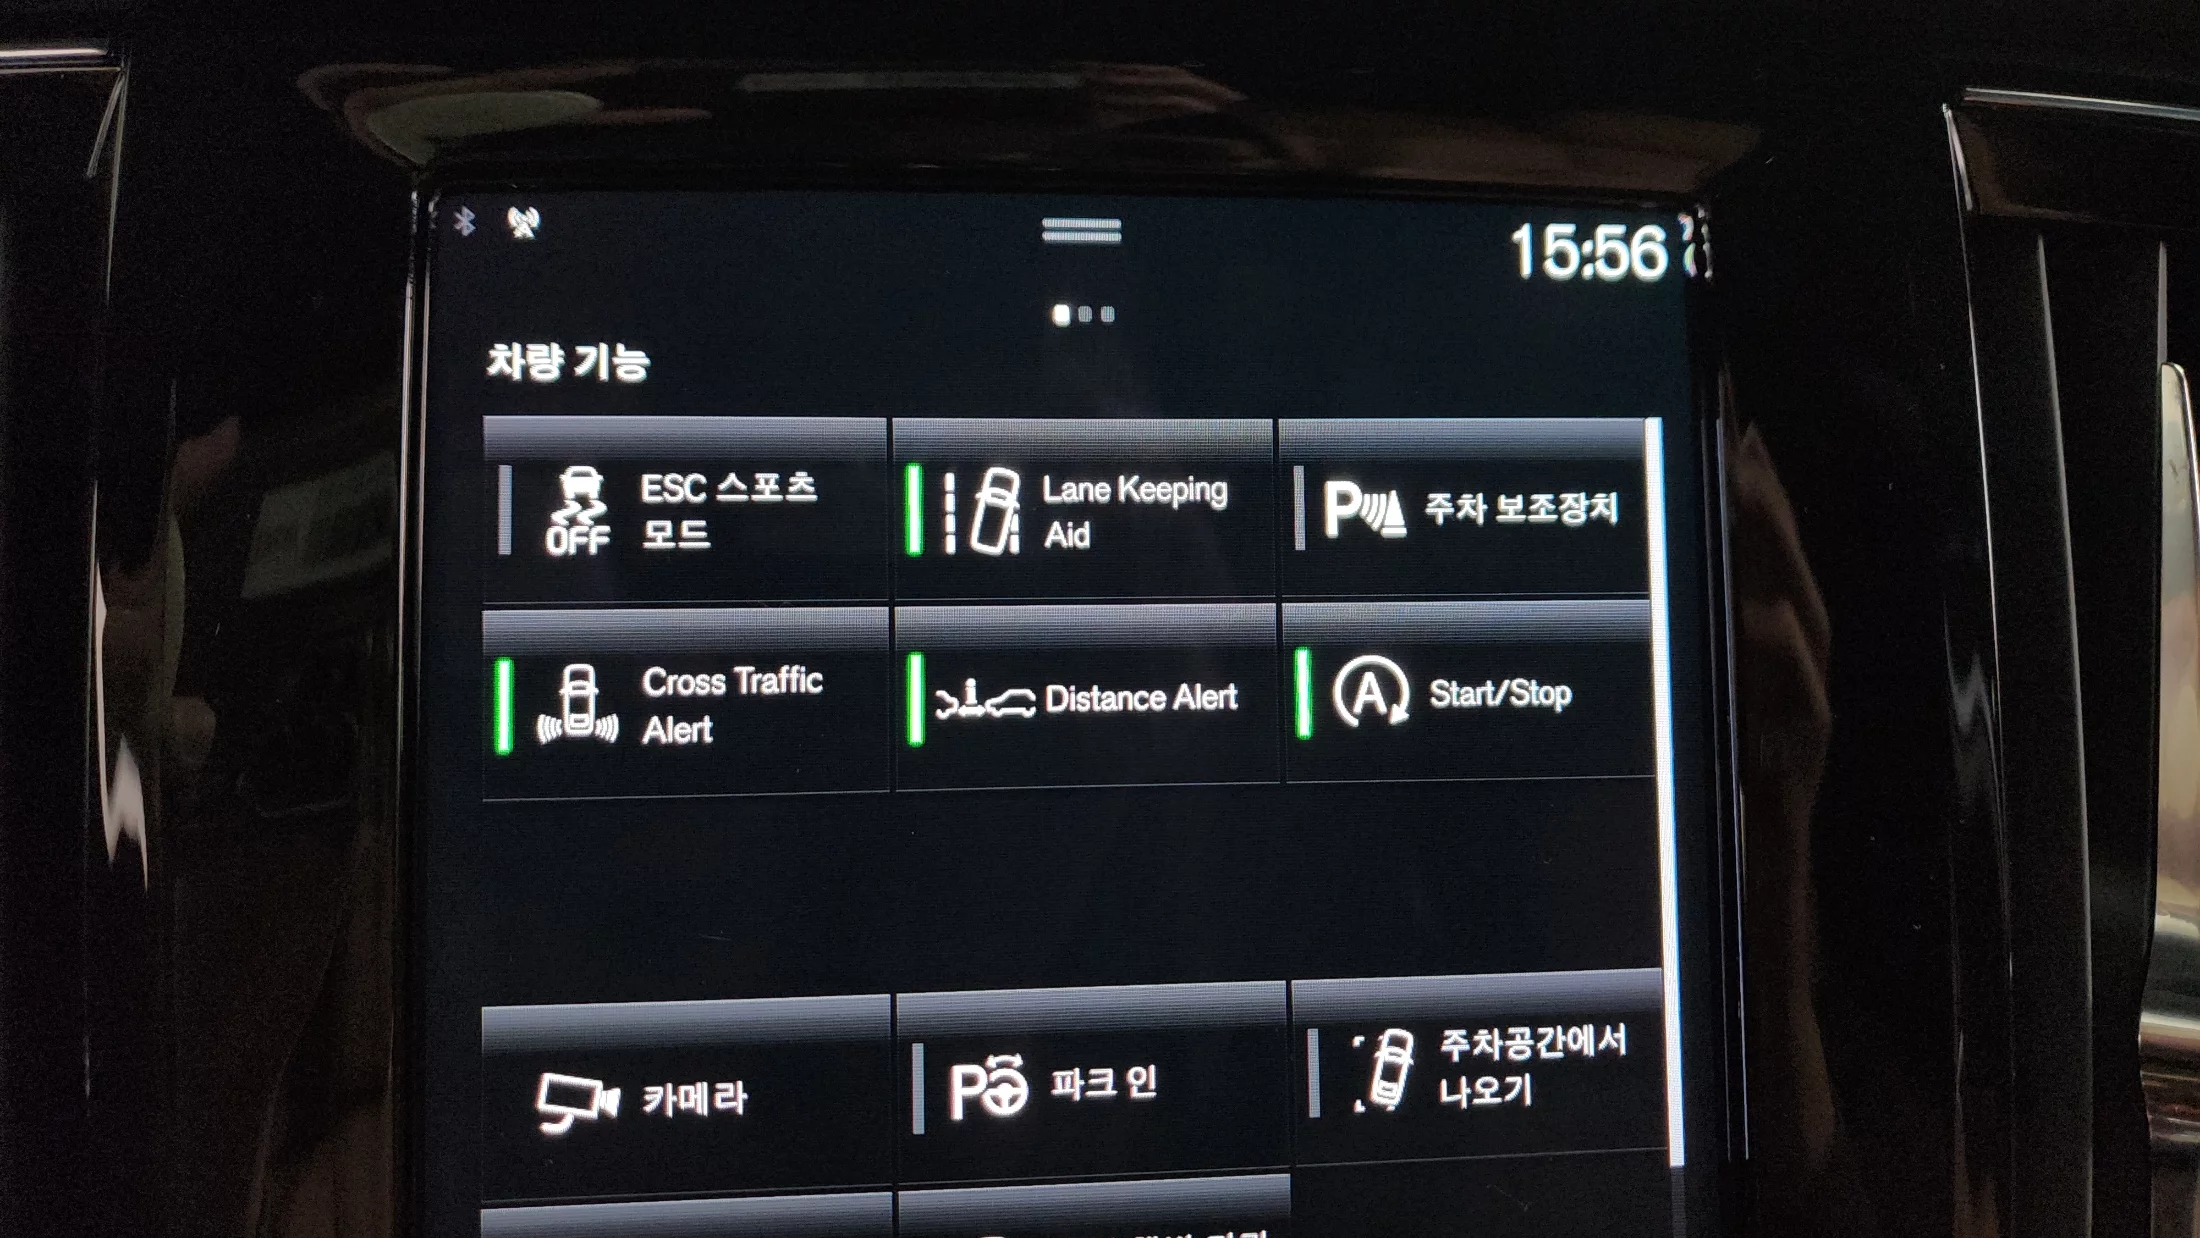 15:56
차량 기능
OFF
ESC 스포츠
모드
Lane Keeping
Aid
P
주차 보조장치
Cross Traffic
Alert
Distance Alert
A
Start/Stop
카메라
P
파크 인
주차공간에서
나오기